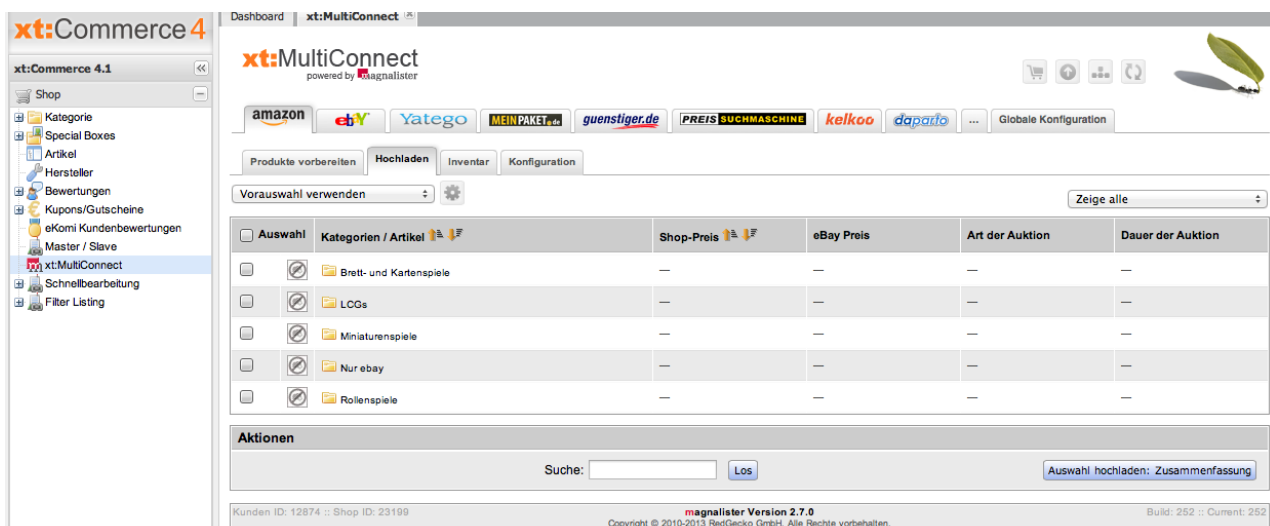 xt:Commerce 4
Dashboard xt:MultiConnect
xt:Commerce 4.1
Shop
Kategorie
Special Boxes
Artikel
Hersteller
Bewertungen
Kupons/Gutscheine
eKomi Kundenbewertungen
Master / Slave
xt:MultiConnect
Schnellbearbeitung
Filter Listing
xt:MultiConnect
powered by magnalister
amazon ebY Yatego MEINPAKET.de guenstiger.de PREISSUCHMASCHINE kelkoo daparto ... Globale Konfiguration
Produkte vorbereiten Hochladen Inventar Konfiguration
Vorauswahl verwenden Zeige alle
Auswahl Kategorien / Artikel Shop-Preis eBay Preis Art der Auktion Dauer der Auktion
Brett- und Kartenspiele — — — —
LCGs — — — —
Miniaturenspiele — — — —
Nur ebay — — — —
Rollenspiele — — — —
Aktionen
Suche: Los Auswahl hochladen: Zusammenfassung
Kunden ID: 12874 :: Shop ID: 23199 magnalister Version 2.7.0 Build: 252 :: Current: 252
Copyright © 2010-2013 RedGecko GmbH. Alle Rechte vorbehalten.